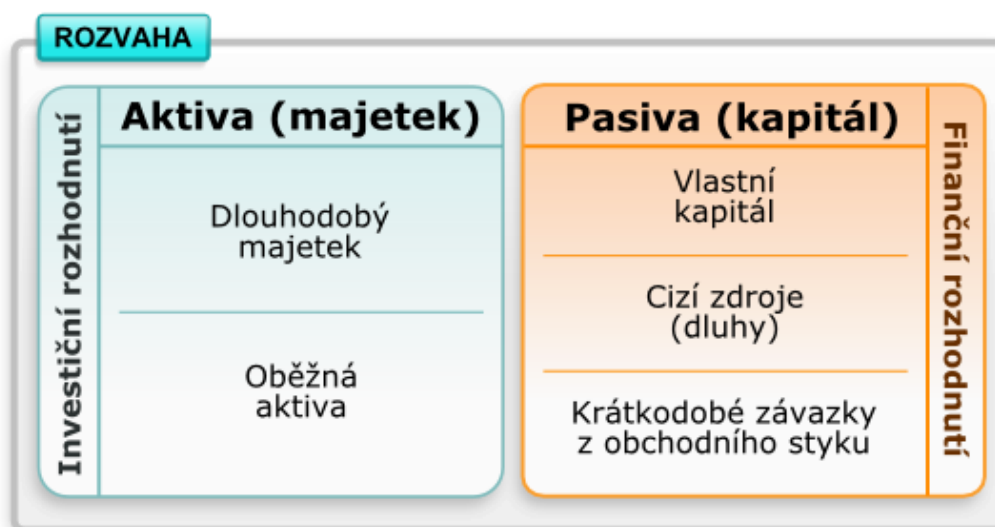 ROZVAHA
Investiční rozhodnutí
Aktiva (majetek)
Dlouhodobý
majetek
Oběžná
aktiva
Pasiva (kapitál)
Vlastní
kapitál
Cizí zdroje
(dluhy)
Krátkodobé závazky
z obchodního styku
Finanční rozhodnutí